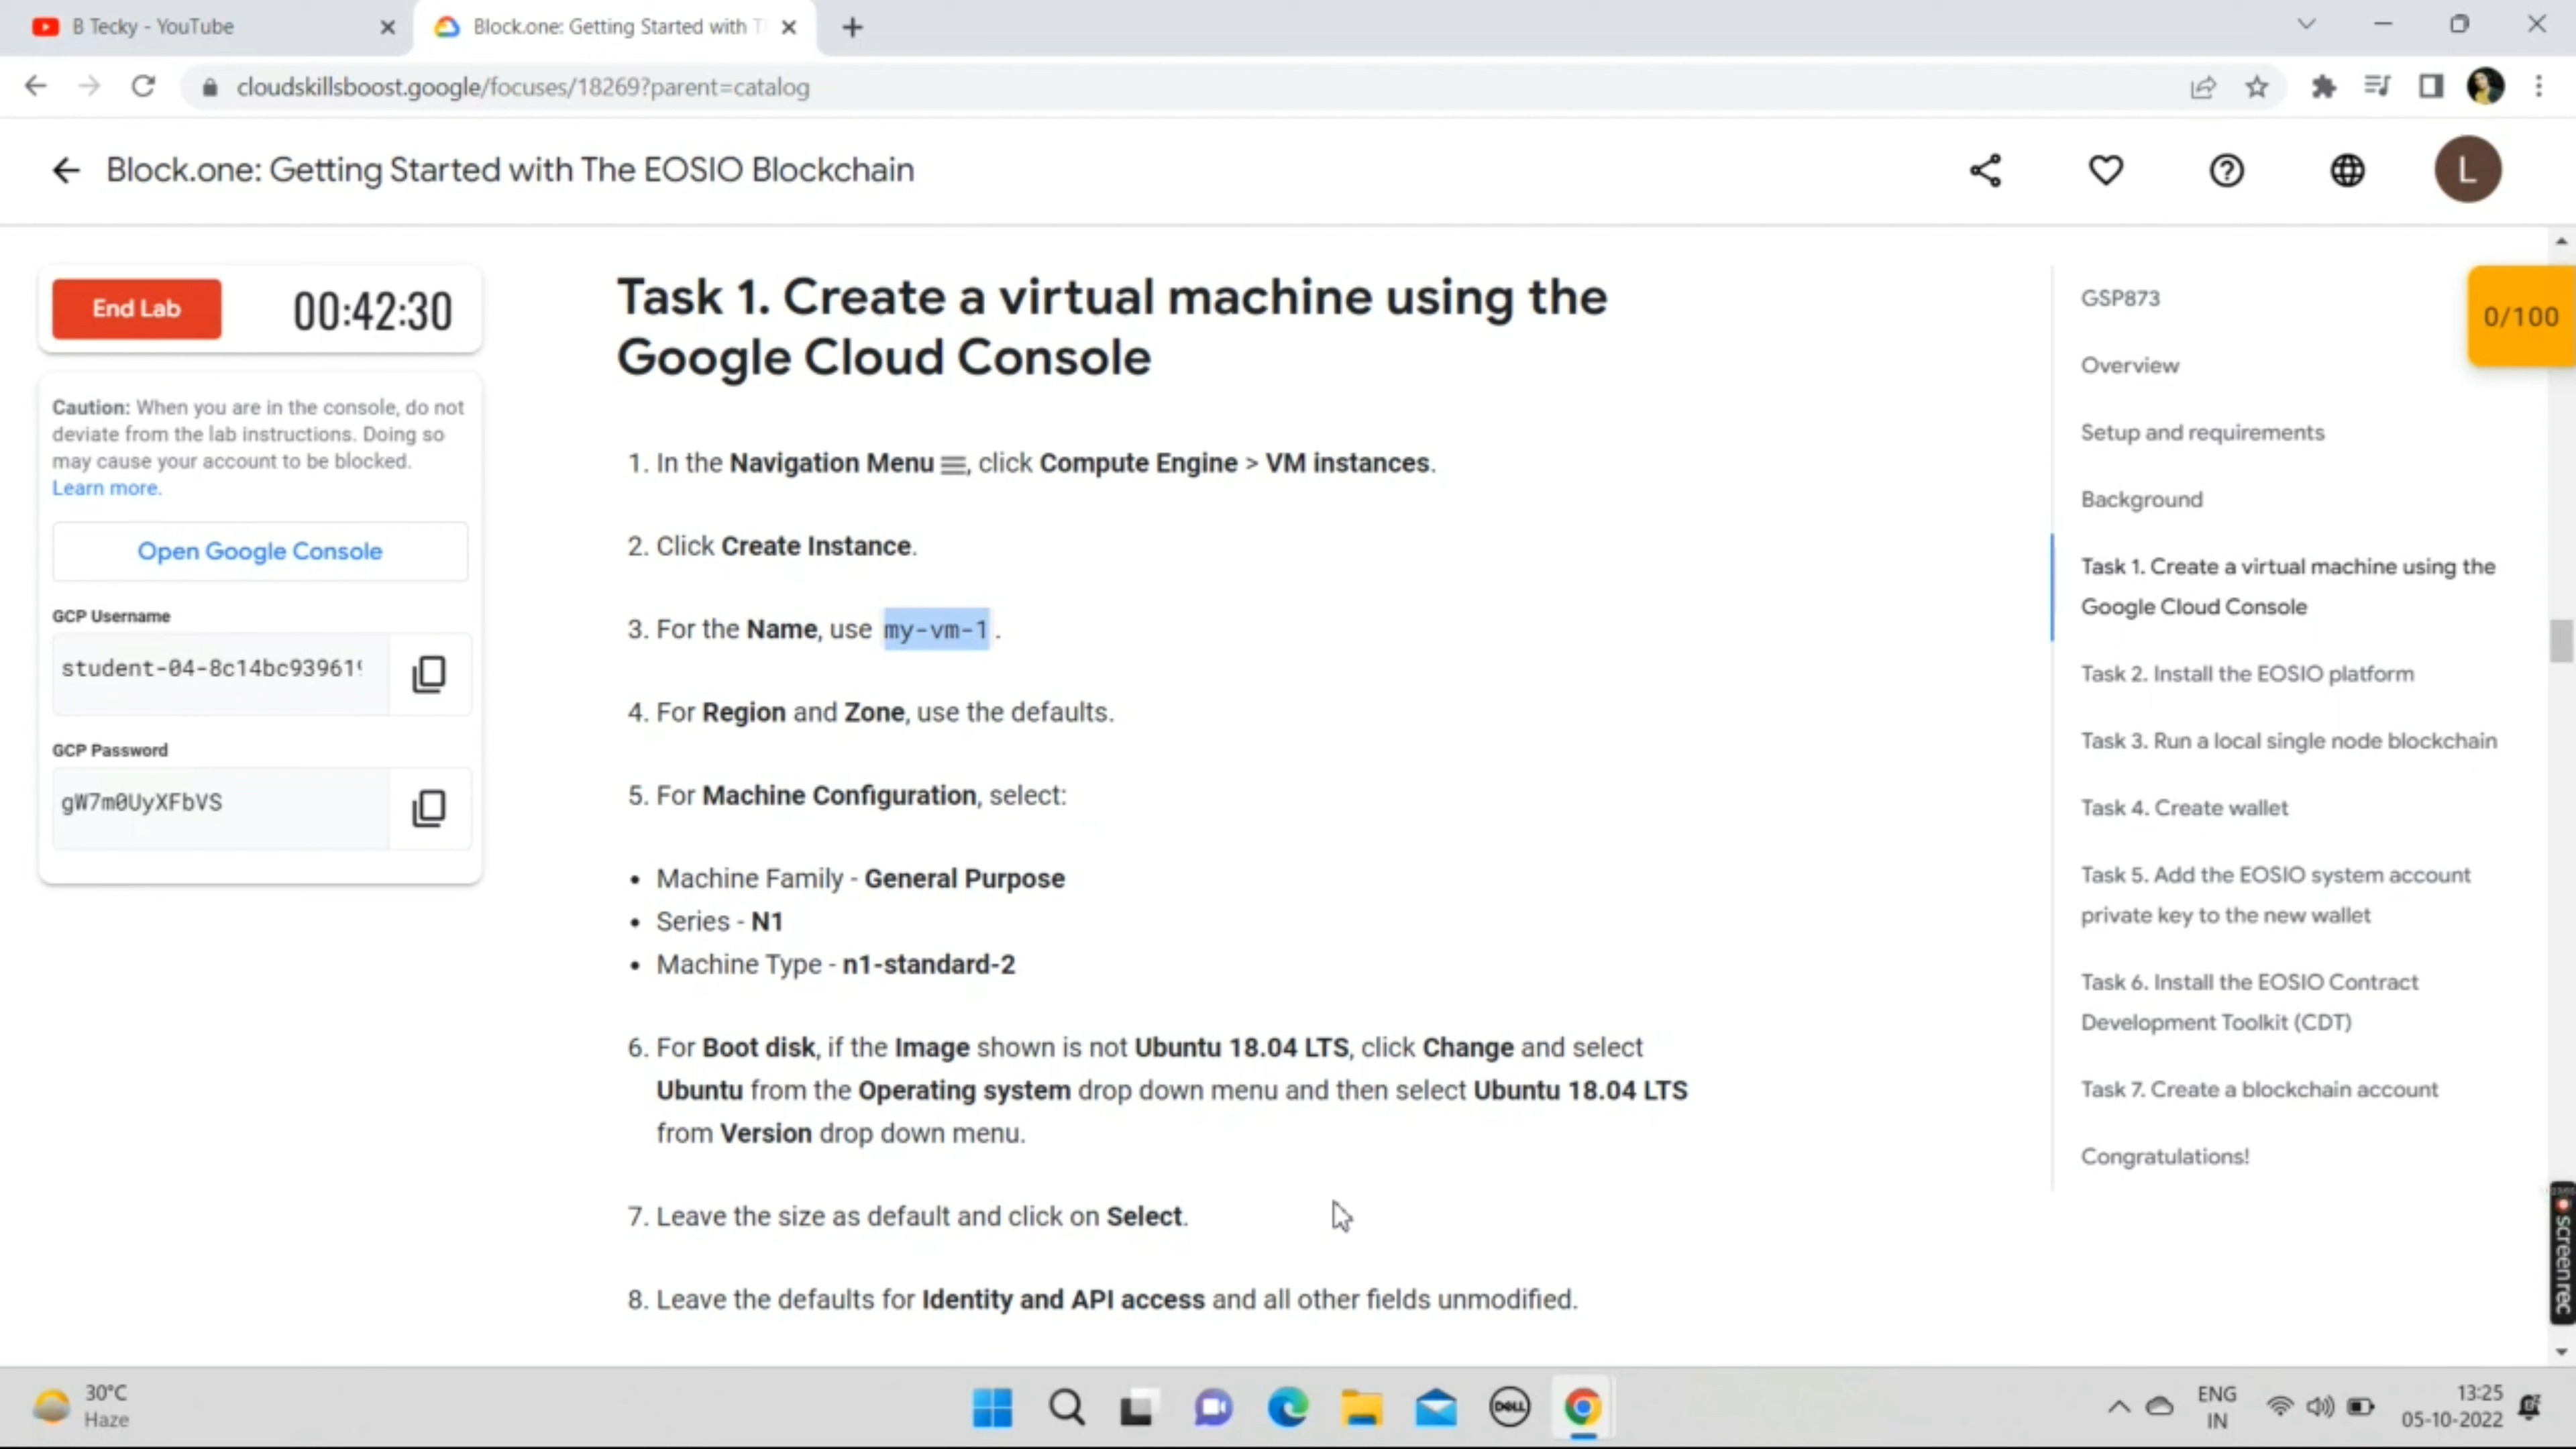 B Tecky - YouTube
Block.one: Getting Started with
cloudskillsboost.google/focuses/18269?parent=catalog
Block.one: Getting Started with The EOSIO Blockchain
L
End Lab
00:42:30
Caution: When you are in the console, do not
deviate from the lab instructions. Doing so
may cause your account to be blocked.
Learn more.
Open Google Console
GCP Username
student-04-8c14bc93961
GCP Password
gW7m0UyXFbVS
Task 1. Create a virtual machine using the
Google Cloud Console
1. In the Navigation Menu , click Compute Engine > VM instances.
2. Click Create Instance.
3. For the Name, use my-vm-1 .
4. For Region and Zone, use the defaults.
5. For Machine Configuration, select:
• Machine Family - General Purpose
• Series - N1
• Machine Type - n1-standard-2
6. For Boot disk, if the Image shown is not Ubuntu 18.04 LTS, click Change and select
Ubuntu from the Operating system drop down menu and then select Ubuntu 18.04 LTS
from Version drop down menu.
7. Leave the size as default and click on Select.
8. Leave the defaults for Identity and API access and all other fields unmodified.
GSP873
Overview
Setup and requirements
Background
Task 1. Create a virtual machine using the
Google Cloud Console
Task 2. Install the EOSIO platform
Task 3. Run a local single node blockchain
Task 4. Create wallet
Task 5. Add the EOSIO system account
private key to the new wallet
Task 6. Install the EOSIO Contract
Development Toolkit (CDT)
Task 7. Create a blockchain account
Congratulations!
0/100
screenrec
30°C
Haze
DELL
ENG
IN
13:25
05-10-2022